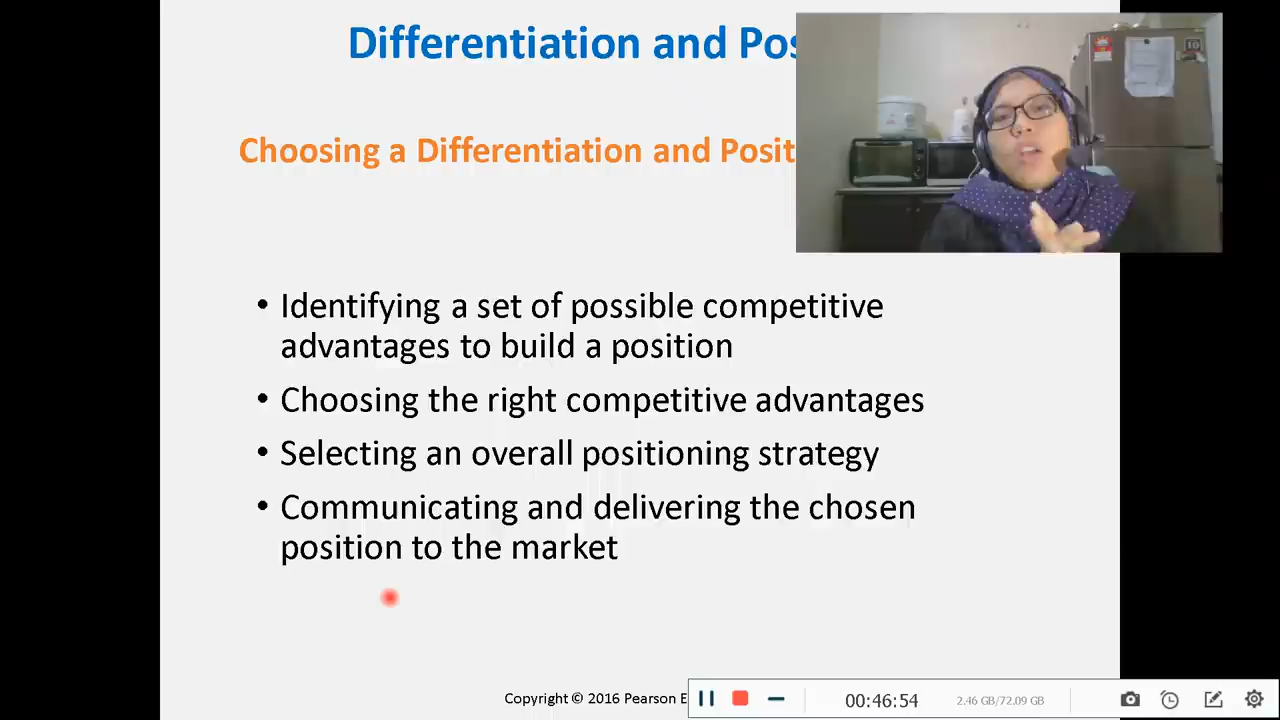 Differentiation and Pos
Choosing a Differentiation and Posit
• Identifying a set of possible competitive
advantages to build a position
• Choosing the right competitive advantages
• Selecting an overall positioning strategy
• Communicating and delivering the chosen
position to the market
Copyright © 2016 Pearson E
00:46:54
2.46 GB/72.09 GB